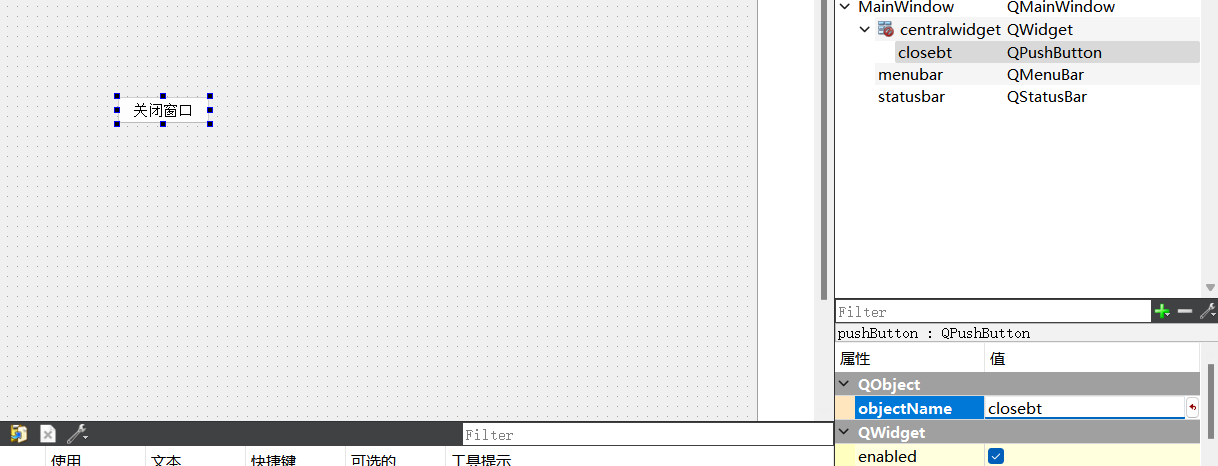 MainWindow QMainWindow
centralwidget QWidget
closebt QPushButton
menubar QMenuBar
statusbar QStatusBar
关闭窗口
Filter
pushButton : QPushButton
属性 值
QObject
objectName closebt
QWidget
enabled
Filter
使用 文本 快捷键 可选的 工具提示